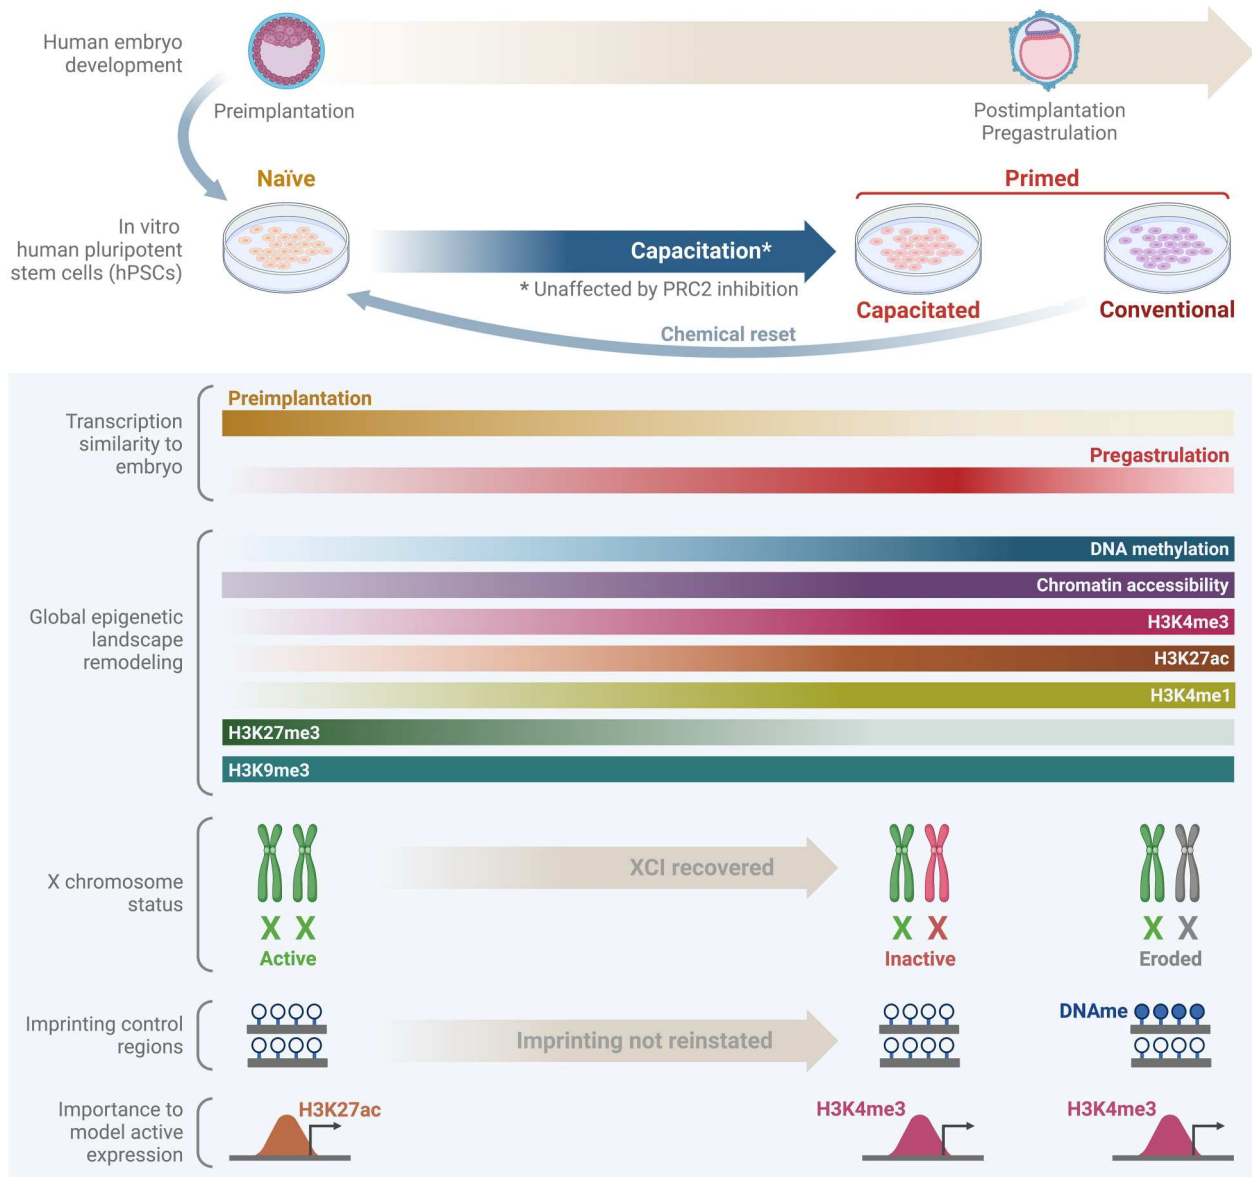 Human embryo
development
Preimplantation
Postimplantation
Pregastrulation
Naïve
Primed
In vitro
human pluripotent
stem cells (hPSCs)
Capacitation*
* Unaffected by PRC2 inhibition
Capacitated
Conventional
Chemical reset
Transcription
similarity to
embryo
Preimplantation
Pregastrulation
Global epigenetic
landscape
remodeling
DNA methylation
Chromatin accessibility
H3K4me3
H3K27ac
H3K4me1
H3K27me3
H3K9me3
X chromosome
status
XCI recovered
X X
Active
X X
Inactive
X X
Eroded
Imprinting control
regions
Imprinting not reinstated
DNAme
Importance to
model active
expression
H3K27ac
H3K4me3
H3K4me3